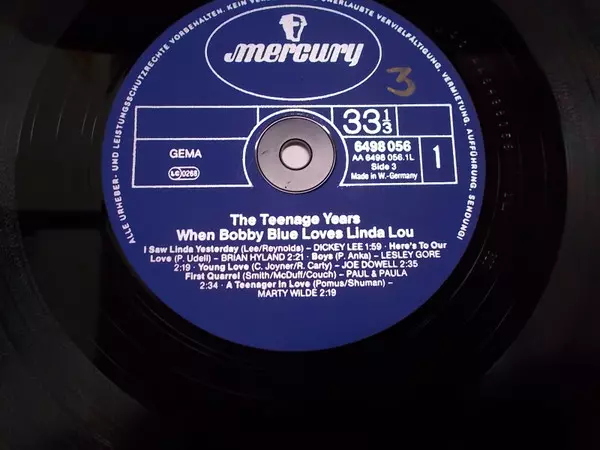 ALLE URHEBER- UND LEISTUNGSSCHUTZRECHTE VORBEHALTEN. KEIN VERLEIH! KEINE UNERLAUBTE VERVIELFÄLTIGUNG, VERMIETUNG, AUFFÜHRUNG, SENDUNG!
mercury
3
GEMA
LC 0268
33 1/3
6498 056
AA 6498 056.1L
Side 3
Made in W.-Germany
1
The Teenage Years
When Bobby Blue Loves Linda Lou
I Saw Linda Yesterday (Lee/Reynolds) – DICKEY LEE 1:59 · Here's To Our
Love (P. Udell) – BRIAN HYLAND 2:21 · Boys (P. Anka) – LESLEY GORE
2:19 · Young Love (C. Joyner/R. Carty) – JOE DOWELL 2:35
First Quarrel (Smith/McDuff/Couch) – PAUL & PAULA
2:34 · A Teenager In Love (Pomus/Shuman) –
MARTY WILDE 2:19